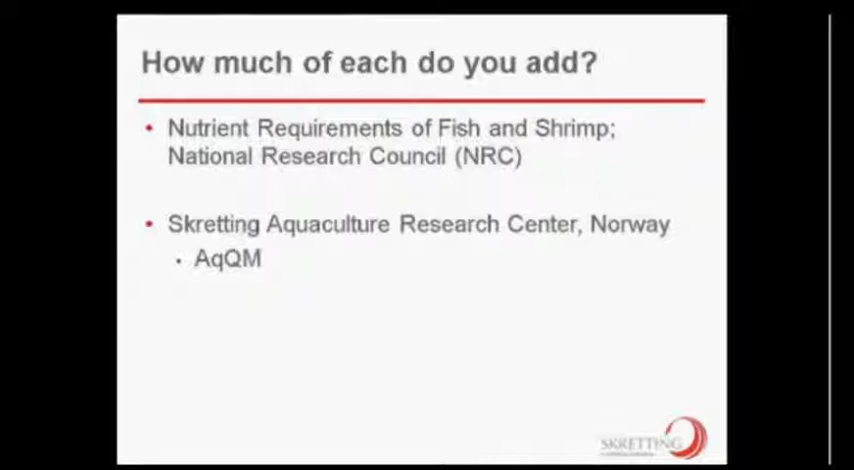 How much of each do you add?
• Nutrient Requirements of Fish and Shrimp;
National Research Council (NRC)
• Skretting Aquaculture Research Center, Norway
• AqQM
SKRETTING